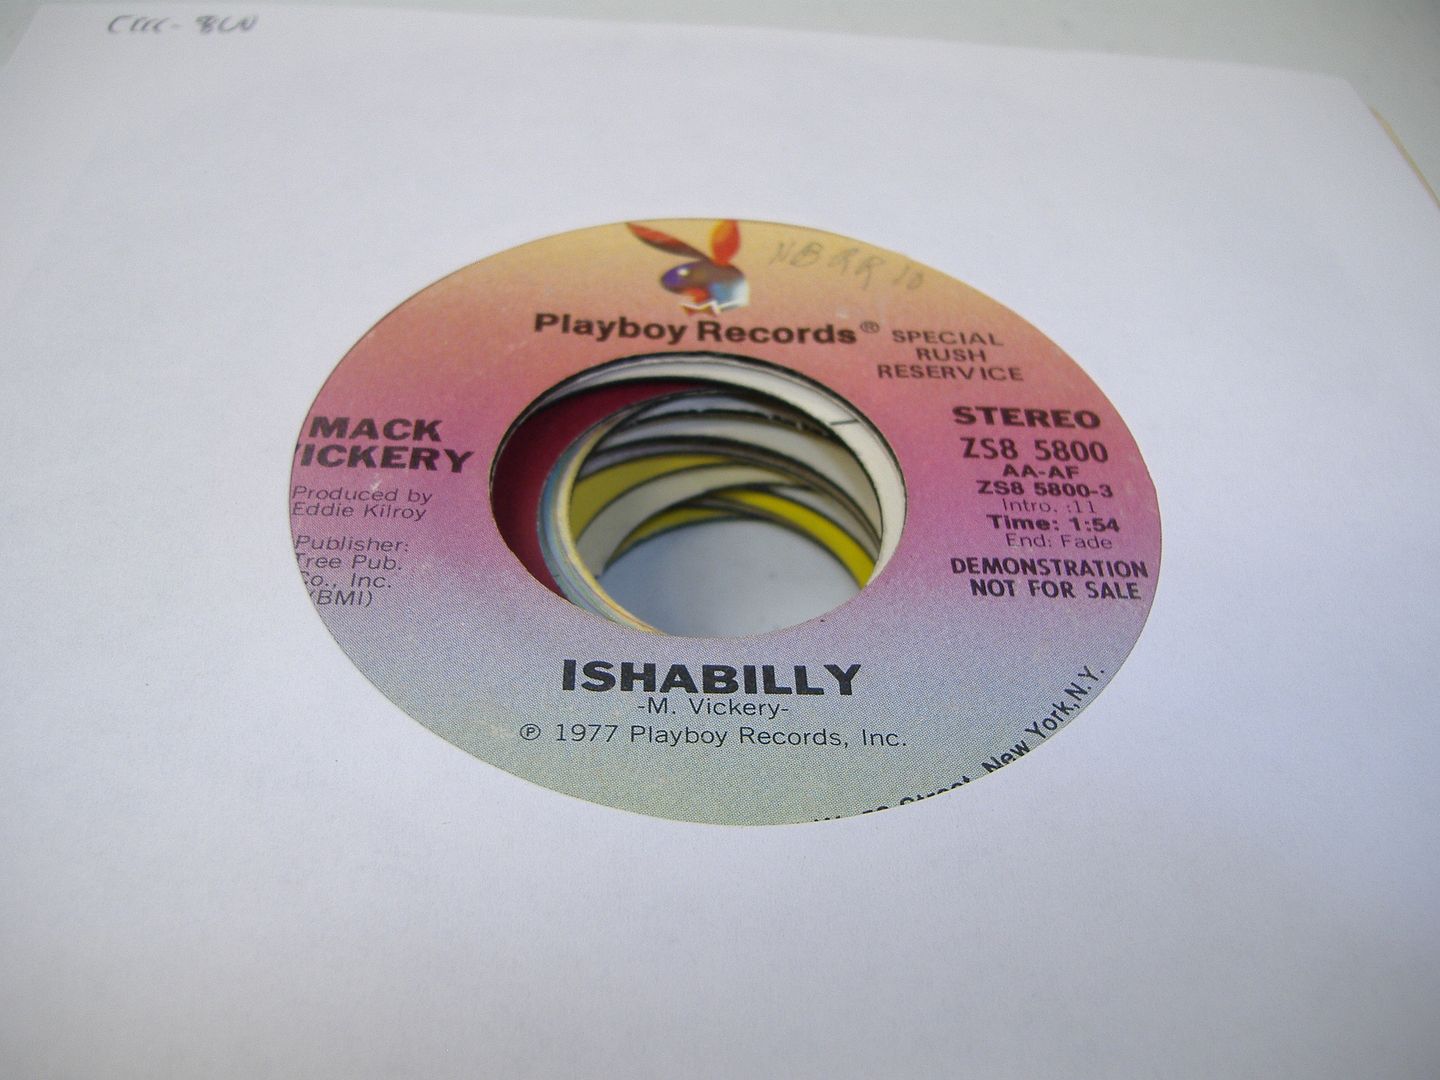 Playboy Records®
SPECIAL
RUSH
RESERVICE
MACK
VICKERY
Produced by
Eddie Kilroy
Publisher:
Tree Pub.
Co., Inc.
(BMI)
STEREO
ZS8 5800
AA-AF
ZS8 5800-3
Intro. :11
Time: 1:54
End: Fade
DEMONSTRATION
NOT FOR SALE
ISHABILLY
-M. Vickery-
℗ 1977 Playboy Records, Inc.
Street, New York, N.Y.